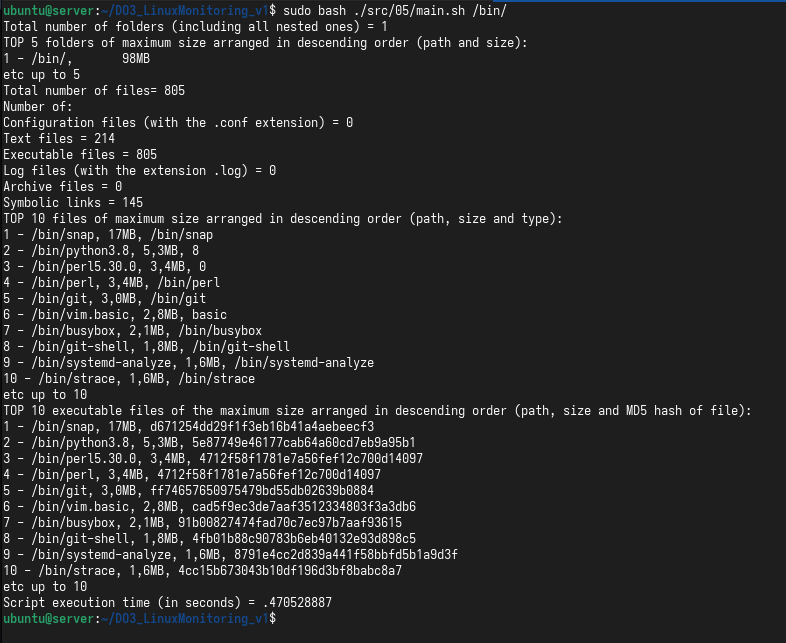 ubuntu@server:~/DO3_LinuxMonitoring_v1$ sudo bash ./src/05/main.sh /bin/
Total number of folders (including all nested ones) = 1
TOP 5 folders of maximum size arranged in descending order (path and size):
1 - /bin/,      98MB
etc up to 5
Total number of files= 805
Number of:
Configuration files (with the .conf extension) = 0
Text files = 214
Executable files = 805
Log files (with the extension .log) = 0
Archive files = 0
Symbolic links = 145
TOP 10 files of maximum size arranged in descending order (path, size and type):
1 - /bin/snap, 17MB, /bin/snap
2 - /bin/python3.8, 5,3MB, 8
3 - /bin/perl5.30.0, 3,4MB, 0
4 - /bin/perl, 3,4MB, /bin/perl
5 - /bin/git, 3,0MB, /bin/git
6 - /bin/vim.basic, 2,8MB, basic
7 - /bin/busybox, 2,1MB, /bin/busybox
8 - /bin/git-shell, 1,8MB, /bin/git-shell
9 - /bin/systemd-analyze, 1,6MB, /bin/systemd-analyze
10 - /bin/strace, 1,6MB, /bin/strace
etc up to 10
TOP 10 executable files of the maximum size arranged in descending order (path, size and MD5 hash of file):
1 - /bin/snap, 17MB, d671254dd29f1f3eb16b41a4aebeecf3
2 - /bin/python3.8, 5,3MB, 5e87749e46177cab64a60cd7eb9a95b1
3 - /bin/perl5.30.0, 3,4MB, 4712f58f1781e7a56fef12c700d14097
4 - /bin/perl, 3,4MB, 4712f58f1781e7a56fef12c700d14097
5 - /bin/git, 3,0MB, ff74657650975479bd55db02639b0884
6 - /bin/vim.basic, 2,8MB, cad5f9ec3de7aaf3512334803f3a3db6
7 - /bin/busybox, 2,1MB, 91b00827474fad70c7ec97b7aaf93615
8 - /bin/git-shell, 1,8MB, 4fb01b88c90783b6eb40132e93d898c5
9 - /bin/systemd-analyze, 1,6MB, 8791e4cc2d839a441f58bbfd5b1a9d3f
10 - /bin/strace, 1,6MB, 4cc15b673043b10df196d3bf8babc8a7
etc up to 10
Script execution time (in seconds) = .470528887
ubuntu@server:~/DO3_LinuxMonitoring_v1$